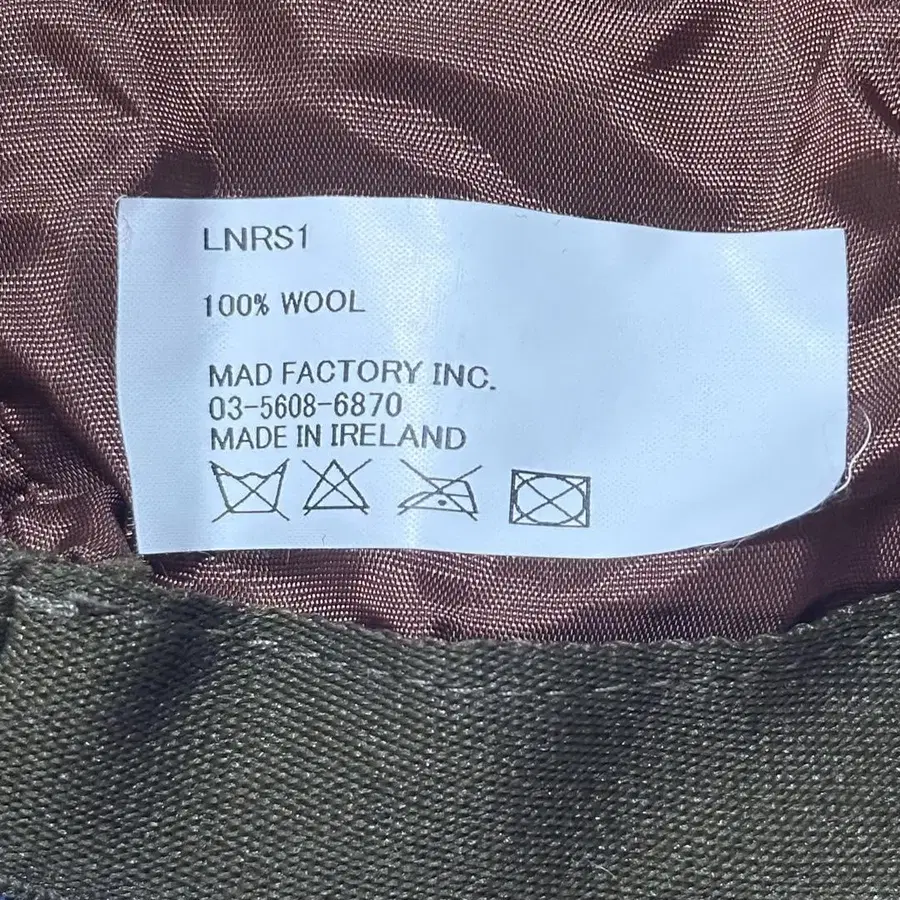 LNRS1
100% WOOL
MAD FACTORY INC.
03-5608-6870
MADE IN IRELAND